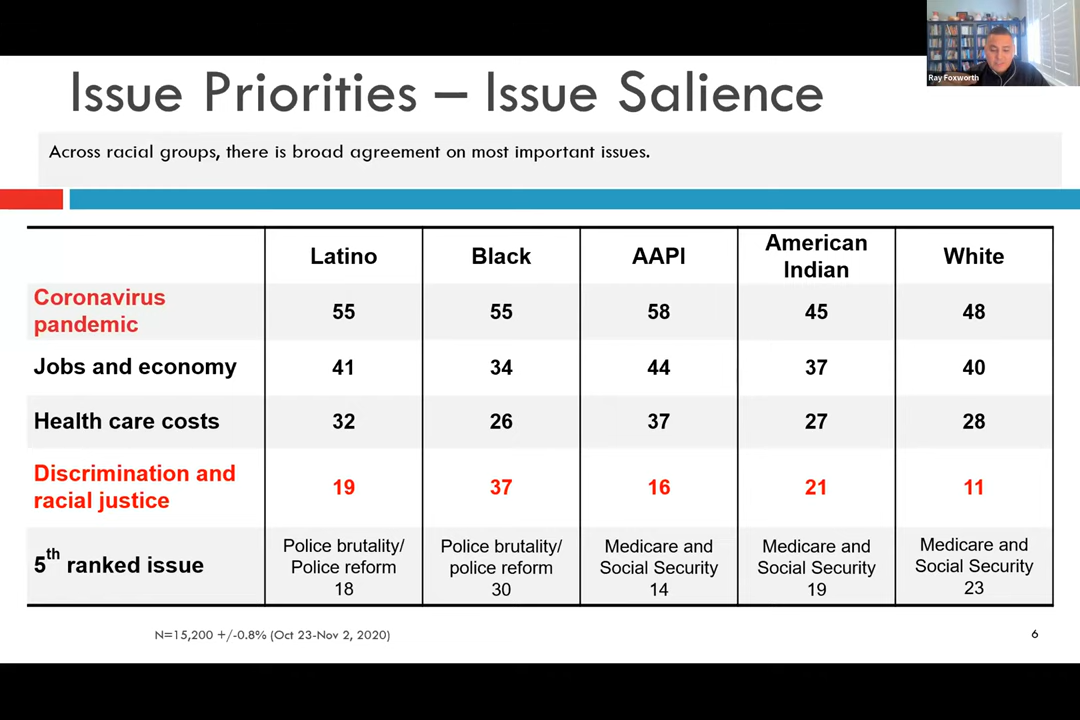 Ray Foxworth
Issue Priorities – Issue Salience
Across racial groups, there is broad agreement on most important issues.
Latino Black AAPI American Indian White
Coronavirus pandemic 55 55 58 45 48
Jobs and economy 41 34 44 37 40
Health care costs 32 26 37 27 28
Discrimination and racial justice 19 37 16 21 11
5th ranked issue
Police brutality/
Police reform
18
Police brutality/
police reform
30
Medicare and
Social Security
14
Medicare and
Social Security
19
Medicare and
Social Security
23
N=15,200 +/-0.8% (Oct 23-Nov 2, 2020)
6